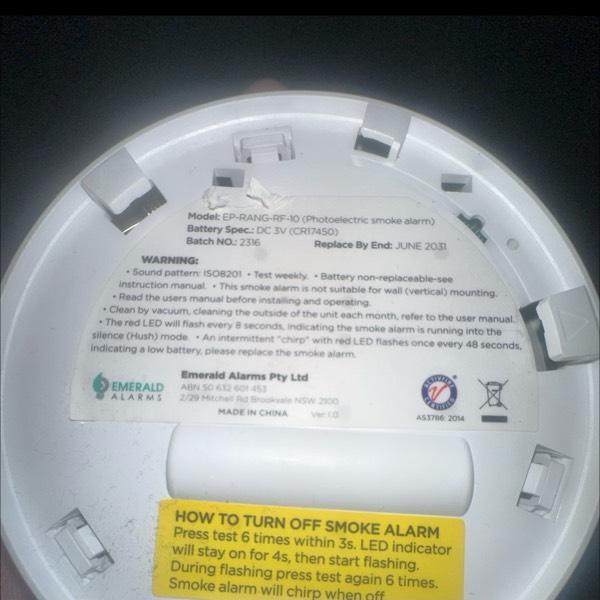 Model: EP-RANG-RF-10 (Photoelectric smoke alarm)
Battery Spec.: DC 3V (CR17450)
Batch NO.: 2316 Replace By End: JUNE 2031
WARNING:
• Sound pattern: ISO8201 • Test weekly. • Battery non-replaceable-see
instruction manual. • This smoke alarm is not suitable for wall (vertical) mounting.
• Read the users manual before installing and operating.
• Clean by vacuum, cleaning the outside of the unit each month, refer to the user manual.
• The red LED will flash every 8 seconds, indicating the smoke alarm is running into the
silence (Hush) mode. • An intermittent "chirp" with red LED flashes once every 48 seconds,
indicating a low battery, please replace the smoke alarm.
EMERALD
ALARMS
Emerald Alarms Pty Ltd
ABN 50 632 601 453
2/29 Mitchell Rd Brookvale NSW 2100
MADE IN CHINA Ver 1.0
ACTIVFIRE
CERTIFIED
AS3786: 2014
HOW TO TURN OFF SMOKE ALARM
Press test 6 times within 3s. LED indicator
will stay on for 4s, then start flashing.
During flashing press test again 6 times.
Smoke alarm will chirp when off